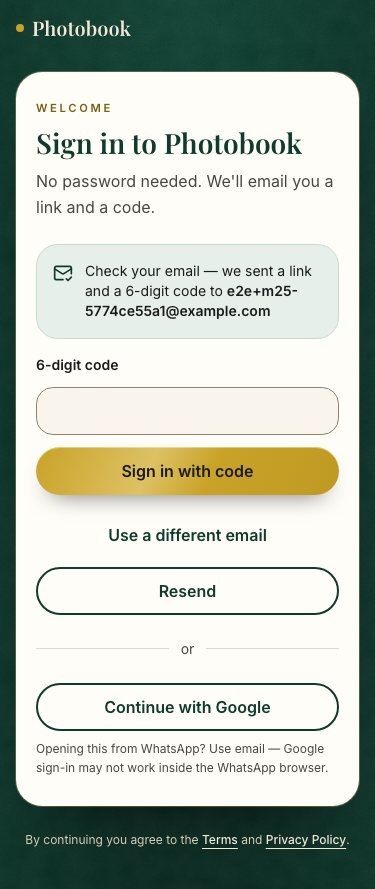 Photobook
WELCOME
Sign in to Photobook
No password needed. We'll email you a
link and a code.
Check your email — we sent a link
and a 6-digit code to e2e+m25-
5774ce55a1@example.com
6-digit code
Sign in with code
Use a different email
Resend
or
Continue with Google
Opening this from WhatsApp? Use email — Google
sign-in may not work inside the WhatsApp browser.
By continuing you agree to the Terms and Privacy Policy.